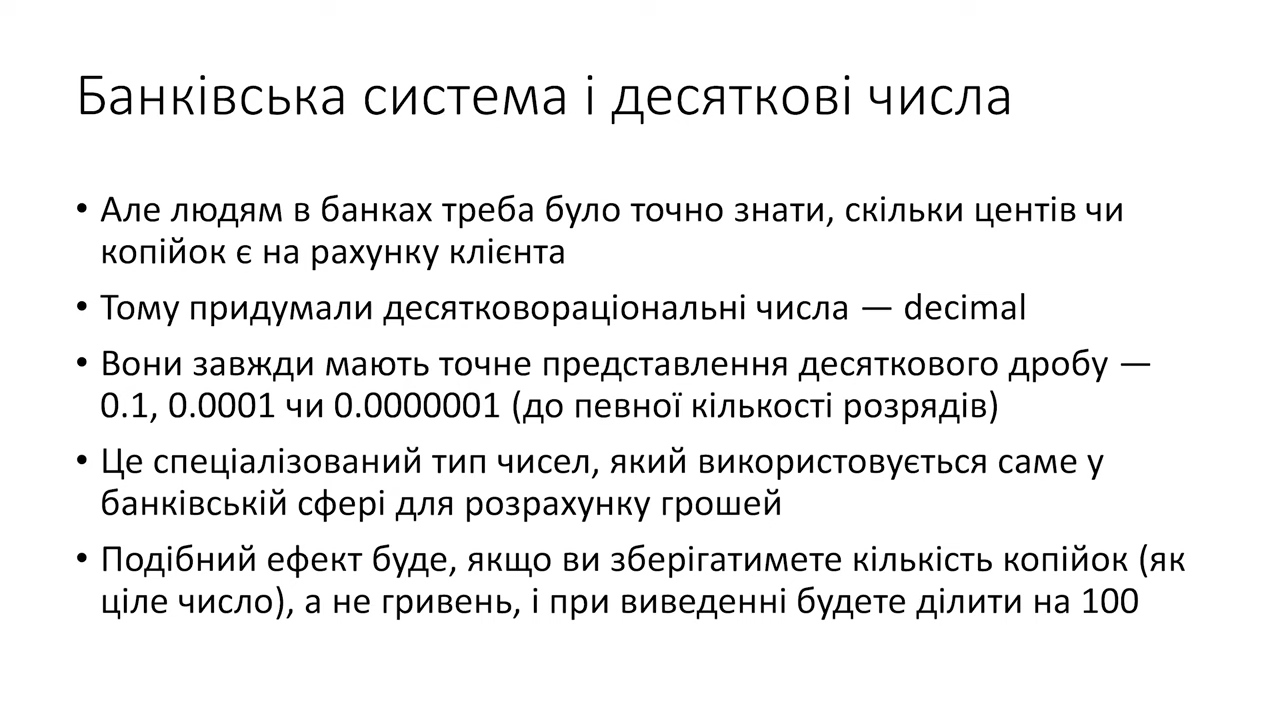 Банківська система і десяткові числа
• Але людям в банках треба було точно знати, скільки центів чи
копійок є на рахунку клієнта
• Тому придумали десятковораціональні числа — decimal
• Вони завжди мають точне представлення десяткового дробу —
0.1, 0.0001 чи 0.0000001 (до певної кількості розрядів)
• Це спеціалізований тип чисел, який використовується саме у
банківській сфері для розрахунку грошей
• Подібний ефект буде, якщо ви зберігатимете кількість копійок (як
ціле число), а не гривень, і при виведенні будете ділити на 100